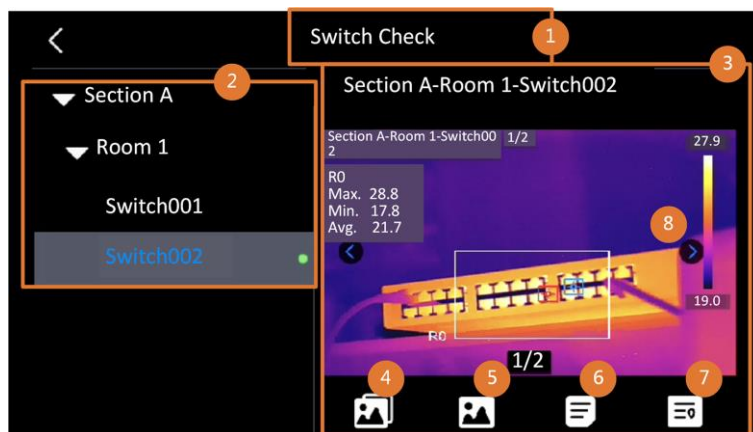 Switch Check
1
2
3
Section A
Section A-Room 1-Switch002
Room 1
Switch001
Switch002
Section A-Room 1-Switch00
2
1/2
R0
Max. 28.8
Min. 17.8
Avg. 21.7
27.9
8
19.0
R0
1/2
4
5
6
7